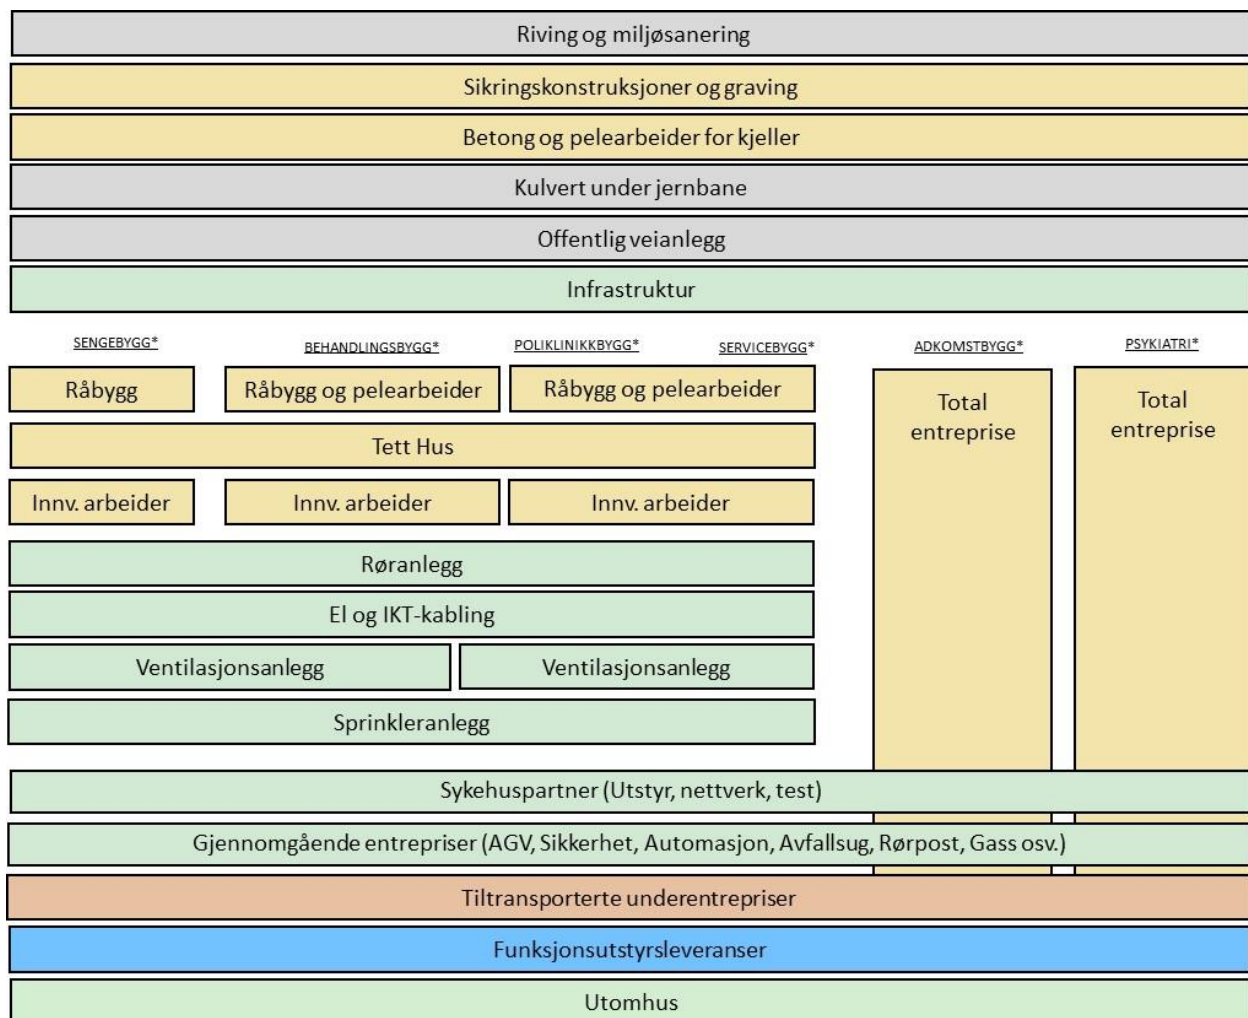 Riving og miljøsanering
Sikringskonstruksjoner og graving
Betong og pelearbeider for kjeller
Kulvert under jernbane
Offentlig veianlegg
Infrastruktur
SENGEBYGG*
BEHANDLINGSBYGG*
POLIKLINIKKBYGG*
SERVICEBYGG*
ADKOMSTBYGG*
PSYKIATRI*
Råbygg
Råbygg og pelearbeider
Råbygg og pelearbeider
Total
entreprise
Total
entreprise
Tett Hus
Innv. arbeider
Innv. arbeider
Innv. arbeider
Røranlegg
El og IKT-kabling
Ventilasjonsanlegg
Ventilasjonsanlegg
Sprinkleranlegg
Sykehuspartner (Utstyr, nettverk, test)
Gjennomgående entrepriser (AGV, Sikkerhet, Automasjon, Avfallsug, Rørpost, Gass osv.)
Tiltransporterte underentrepriser
Funksjonsutstyrsleveranser
Utomhus